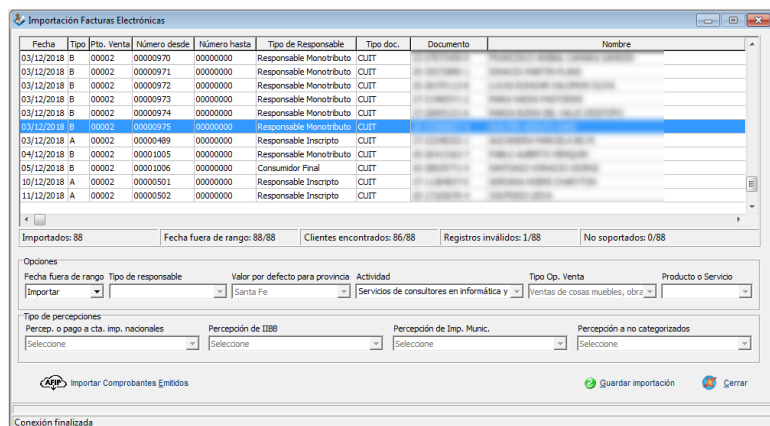 Importación Facturas Electrónicas
Fecha Tipo Pto. Venta Número desde Número hasta Tipo de Responsable Tipo doc. Documento Nombre
03/12/2018 B 00002 00000970 00000000 Responsable Monotributo CUIT
03/12/2018 B 00002 00000971 00000000 Responsable Monotributo CUIT
03/12/2018 B 00002 00000972 00000000 Responsable Monotributo CUIT
03/12/2018 B 00002 00000973 00000000 Responsable Monotributo CUIT
03/12/2018 B 00002 00000974 00000000 Responsable Monotributo CUIT
03/12/2018 B 00002 00000975 00000000 Responsable Monotributo CUIT
03/12/2018 A 00002 00000489 00000000 Responsable Inscripto CUIT
04/12/2018 B 00002 00001005 00000000 Responsable Monotributo CUIT
05/12/2018 B 00002 00001006 00000000 Consumidor Final CUIT
10/12/2018 A 00002 00000501 00000000 Responsable Inscripto CUIT
11/12/2018 A 00002 00000502 00000000 Responsable Inscripto CUIT
Importados: 88 Fecha fuera de rango: 88/88 Clientes encontrados: 86/88 Registros inválidos: 1/88 No soportados: 0/88
Opciones
Fecha fuera de rango Tipo de responsable Valor por defecto para provincia Actividad Tipo Op. Venta Producto o Servicio
Importar Santa Fe Servicios de consultores en informática y Ventas de cosas muebles, obra
Tipo de percepciones
Percep. o pago a cta. imp. nacionales Percepción de IIBB Percepción de Imp. Munic. Percepción a no categorizados
Seleccione Seleccione Seleccione Seleccione
AFIP Importar Comprobantes Emitidos Guardar importación Cerrar
Conexión finalizada